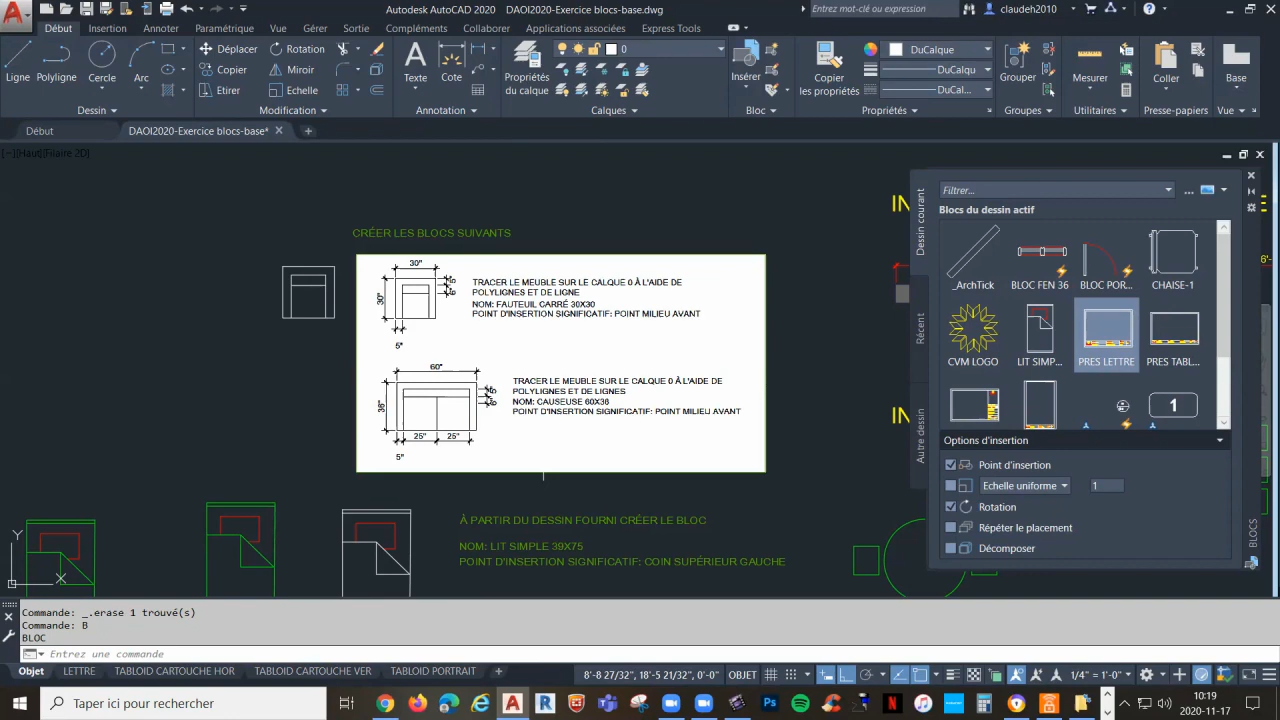 Autodesk AutoCAD 2020 DAOI2020-Exercice blocs-base.dwg
Entrez mot-clé ou expression
claudeh10
Début Insérer Annoter Paramétrique Vue Gérer Sortie Compléments Collaborer Applications associées Express Tools
Ligne Polyligne Cercle Arc
Déplacer Rotation
Copier Miroir
Etirer Echelle
Texte Cote
Propriétés du calque
0
Insérer
Copier les propriétés
DuCalque
DuCalqu
DuCal...
Grouper
Mesurer
Coller
Base
Dessin Modification Annotation Calques Bloc Propriétés Groupes Utilitaires Presse-papiers Vue
Début DAOI2020-Exercice blocs-base*
[−][Haut][Filaire 2D]
CRÉER LES BLOCS SUIVANTS
30"
30"
5"
TRACER LE MEUBLE SUR LE CALQUE 0 À L'AIDE DE
POLYLIGNES ET DE LIGNE
NOM: FAUTEUIL CARRÉ 30X30
POINT D'INSERTION SIGNIFICATIF: POINT MILIEU AVANT
60"
36"
25" 25"
5"
TRACER LE MEUBLE SUR LE CALQUE 0 À L'AIDE DE
POLYLIGNES ET DE LIGNES
NOM: CAUSEUSE 60X36
POINT D'INSERTION SIGNIFICATIF: POINT MILIEU AVANT
À PARTIR DU DESSIN FOURNI CRÉER LE BLOC
NOM: LIT SIMPLE 39X75
POINT D'INSERTION SIGNIFICATIF: COIN SUPÉRIEUR GAUCHE
IN
IN
Y
X
Dessin courant
Récent
Autre dessin
BLOCS
Filtrer...
Blocs du dessin actif
_ArchTick BLOC FEN 36 BLOC POR... CHAISE-1
CVM LOGO LIT SIMP... PRES LETTRE PRES TABL...
1
Options d'insertion
Point d'insertion
Echelle uniforme 1
Rotation
Répéter le placement
Décomposer
Commande: _.erase 1 trouvé(s)
Commande: B
BLOC
Entrez une commande
Objet LETTRE TABLOID CARTOUCHE HOR TABLOID CARTOUCHE VER TABLOID PORTRAIT
8'-8 27/32", 18'-5 21/32", 0'-0" OBJET
1/4" = 1'-0"
Taper ici pour rechercher
10:19
2020-11-17